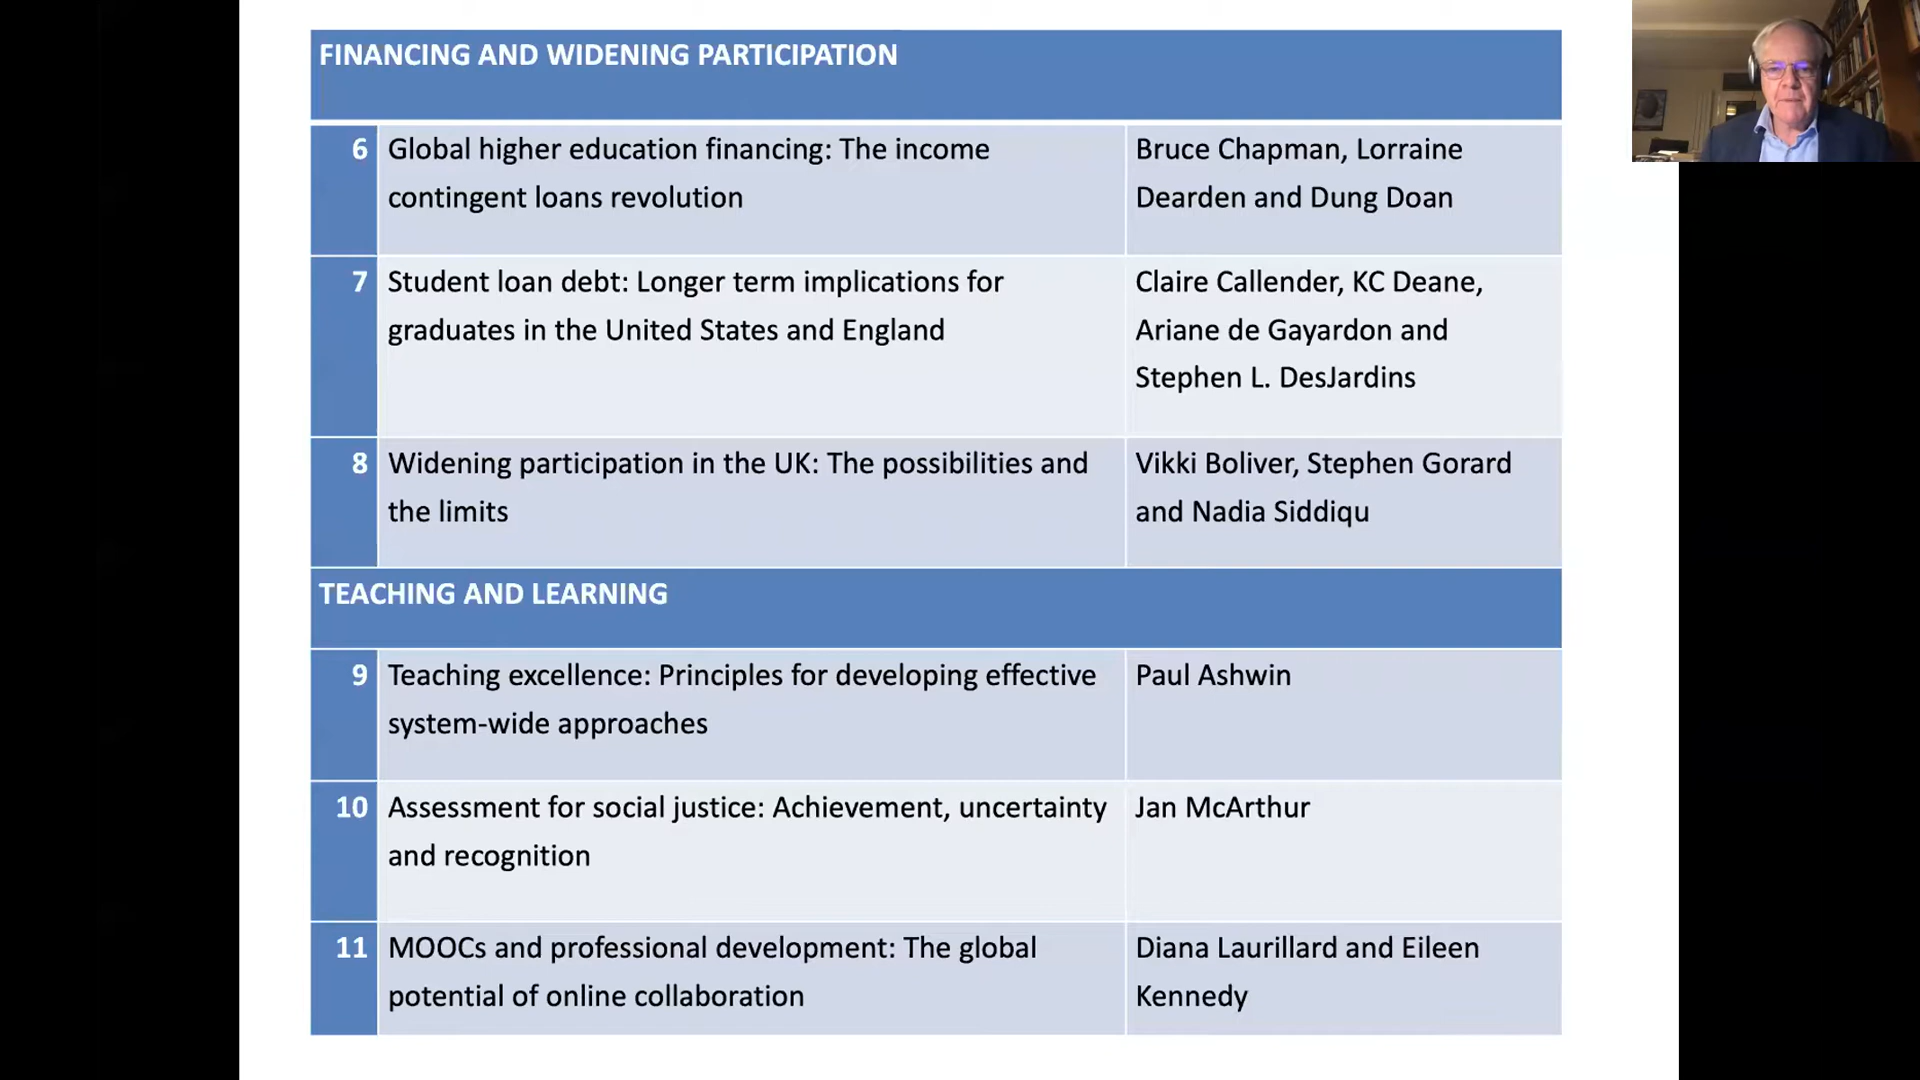 FINANCING AND WIDENING PARTICIPATION
6 Global higher education financing: The income
contingent loans revolution
Bruce Chapman, Lorraine
Dearden and Dung Doan
7 Student loan debt: Longer term implications for
graduates in the United States and England
Claire Callender, KC Deane,
Ariane de Gayardon and
Stephen L. DesJardins
8 Widening participation in the UK: The possibilities and
the limits
Vikki Boliver, Stephen Gorard
and Nadia Siddiqu
TEACHING AND LEARNING
9 Teaching excellence: Principles for developing effective
system-wide approaches
Paul Ashwin
10 Assessment for social justice: Achievement, uncertainty
and recognition
Jan McArthur
11 MOOCs and professional development: The global
potential of online collaboration
Diana Laurillard and Eileen
Kennedy